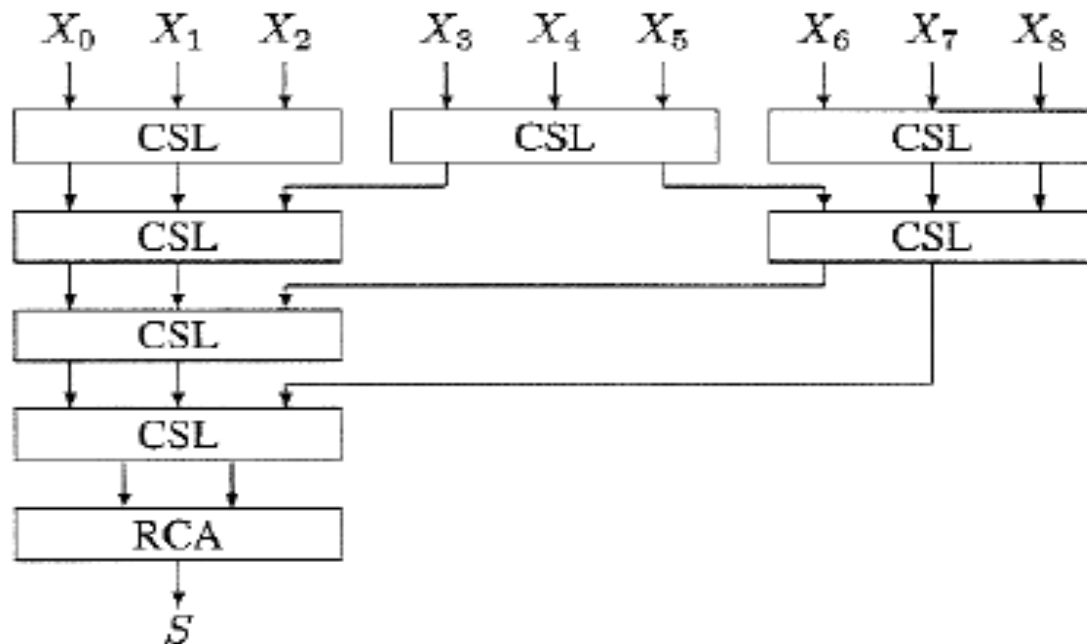 X₀ X₁ X₂ X₃ X₄ X₅ X₆ X₇ X₈
CSL CSL CSL
CSL CSL
CSL
CSL
RCA
S